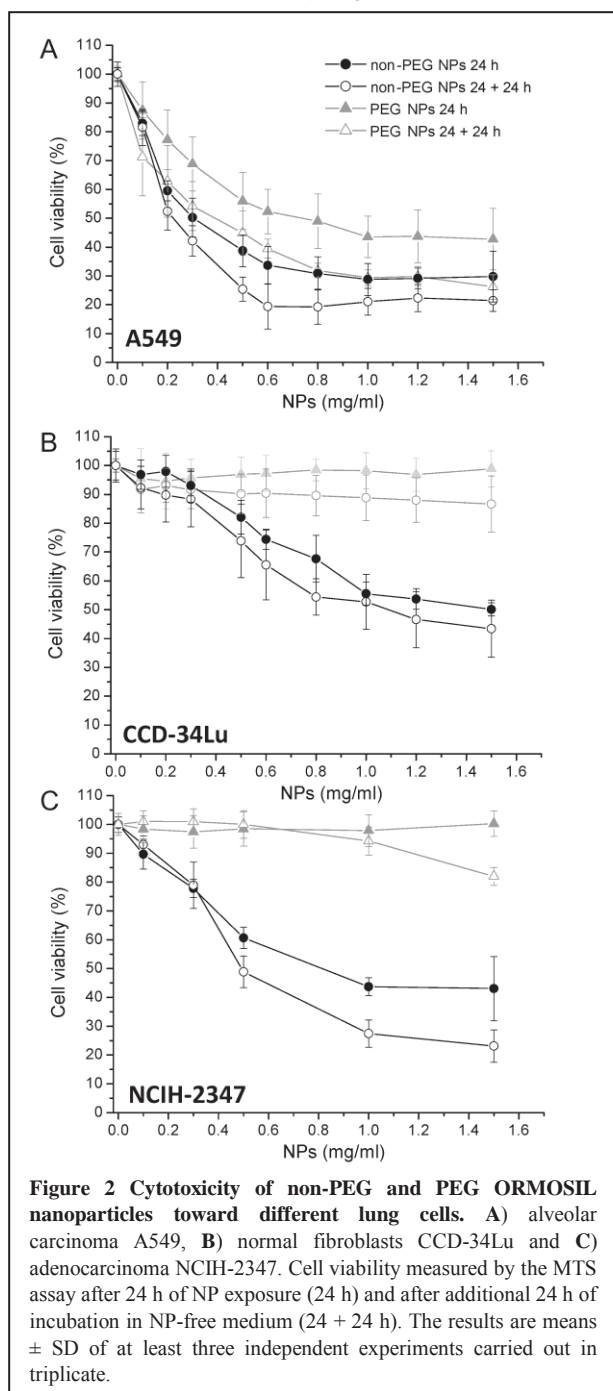 A
non-PEG NPs 24 h
non-PEG NPs 24 + 24 h
PEG NPs 24 h
PEG NPs 24 + 24 h
110
100
90
80
70
60
50
40
30
20
10
0
Cell viability (%)
A549
0.0 0.2 0.4 0.6 0.8 1.0 1.2 1.4 1.6
NPs (mg/ml)
B
110
100
90
80
70
60
50
40
30
20
10
0
Cell viability (%)
CCD-34Lu
0.0 0.2 0.4 0.6 0.8 1.0 1.2 1.4 1.6
NPs (mg/ml)
C
110
100
90
80
70
60
50
40
30
20
10
0
Cell viability (%)
NCIH-2347
0.0 0.2 0.4 0.6 0.8 1.0 1.2 1.4 1.6
NPs (mg/ml)
Figure 2 Cytotoxicity of non-PEG and PEG ORMOSIL
nanoparticles toward different lung cells. A) alveolar
carcinoma A549, B) normal fibroblasts CCD-34Lu and C)
adenocarcinoma NCIH-2347. Cell viability measured by the MTS
assay after 24 h of NP exposure (24 h) and after additional 24 h of
incubation in NP-free medium (24 + 24 h). The results are means
± SD of at least three independent experiments carried out in
triplicate.